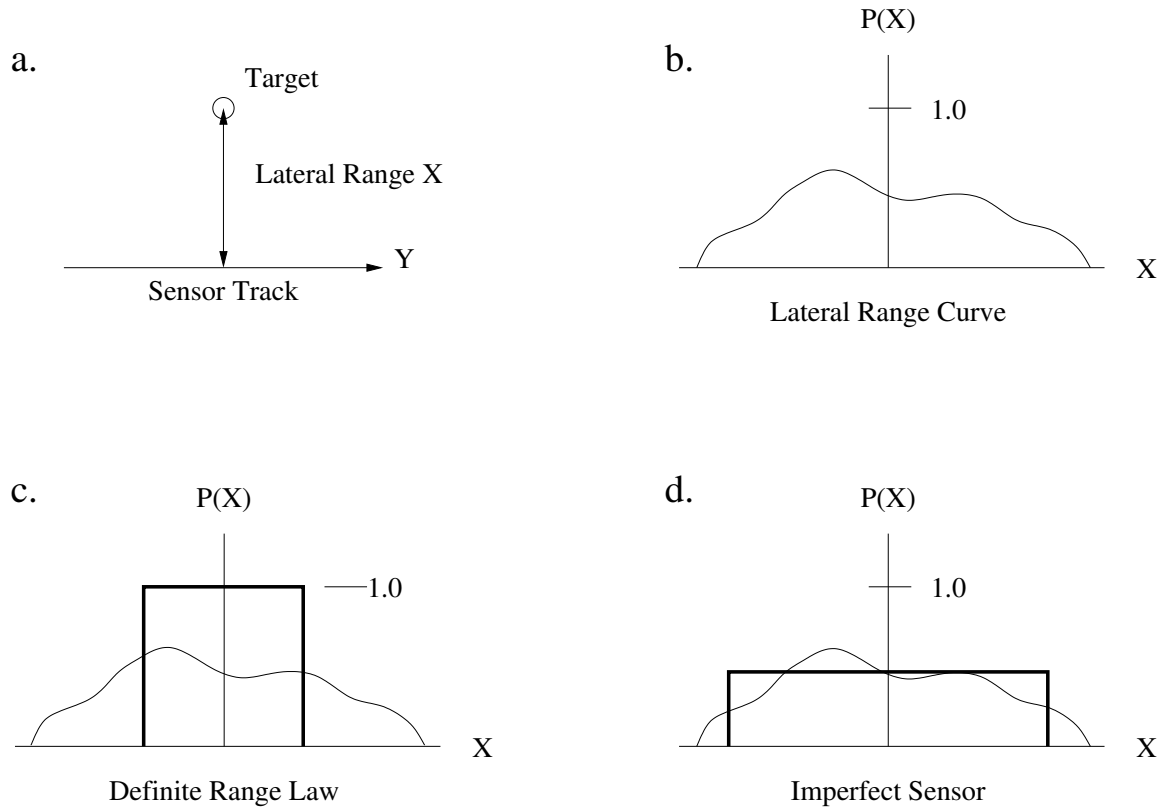 a.
Target
Lateral Range X
Y
Sensor Track
b.
P(X)
1.0
X
Lateral Range Curve
c.
P(X)
1.0
X
Definite Range Law
d.
P(X)
1.0
X
Imperfect Sensor